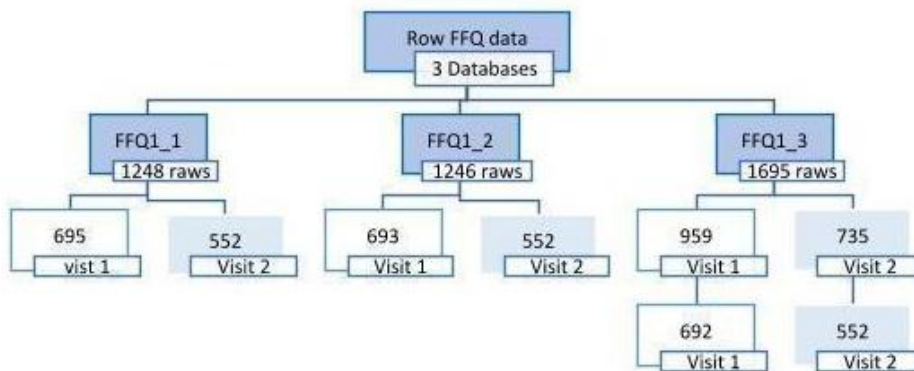 Row FFQ data
3 Databases
FFQ1_1
1248 raws
FFQ1_2
1246 raws
FFQ1_3
1695 raws
695
vist 1
552
Visit 2
693
Visit 1
552
Visit 2
959
Visit 1
735
Visit 2
692
Visit 1
552
Visit 2